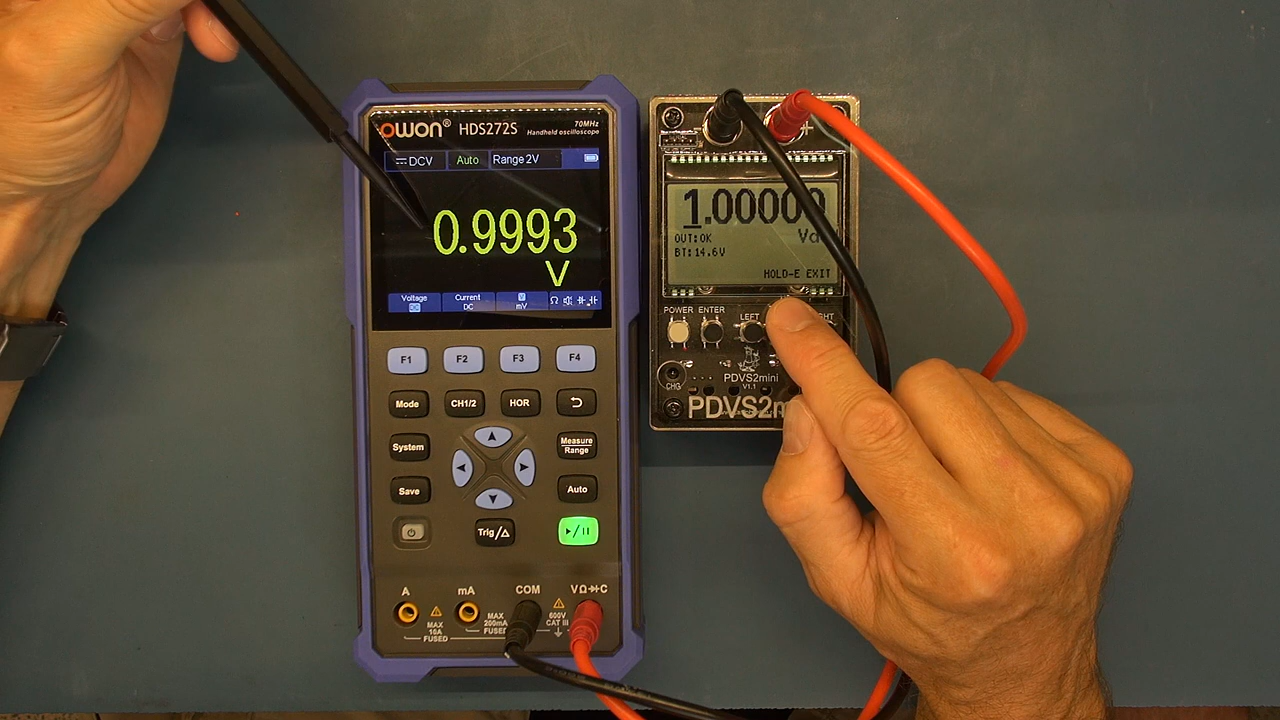 OWON® HDS272S
70MHz
Handheld oscilloscope
DCV Auto Range 2V
0.9993
V
Voltage
DC
Current
DC
V
mV
Ω
F1 F2 F3 F4
Mode CH1/2 HOR
System Measure
Range
Save Auto
Trig/Δ
A mA COM VΩC
MAX
10A
FUSED
MAX
200mA
FUSED
600V
CAT III
+
1.00000
OUT:OK
BT:14.6V
HOLD-E EXIT
POWER ENTER LEFT
CHG
PDVS2mini
V1.1